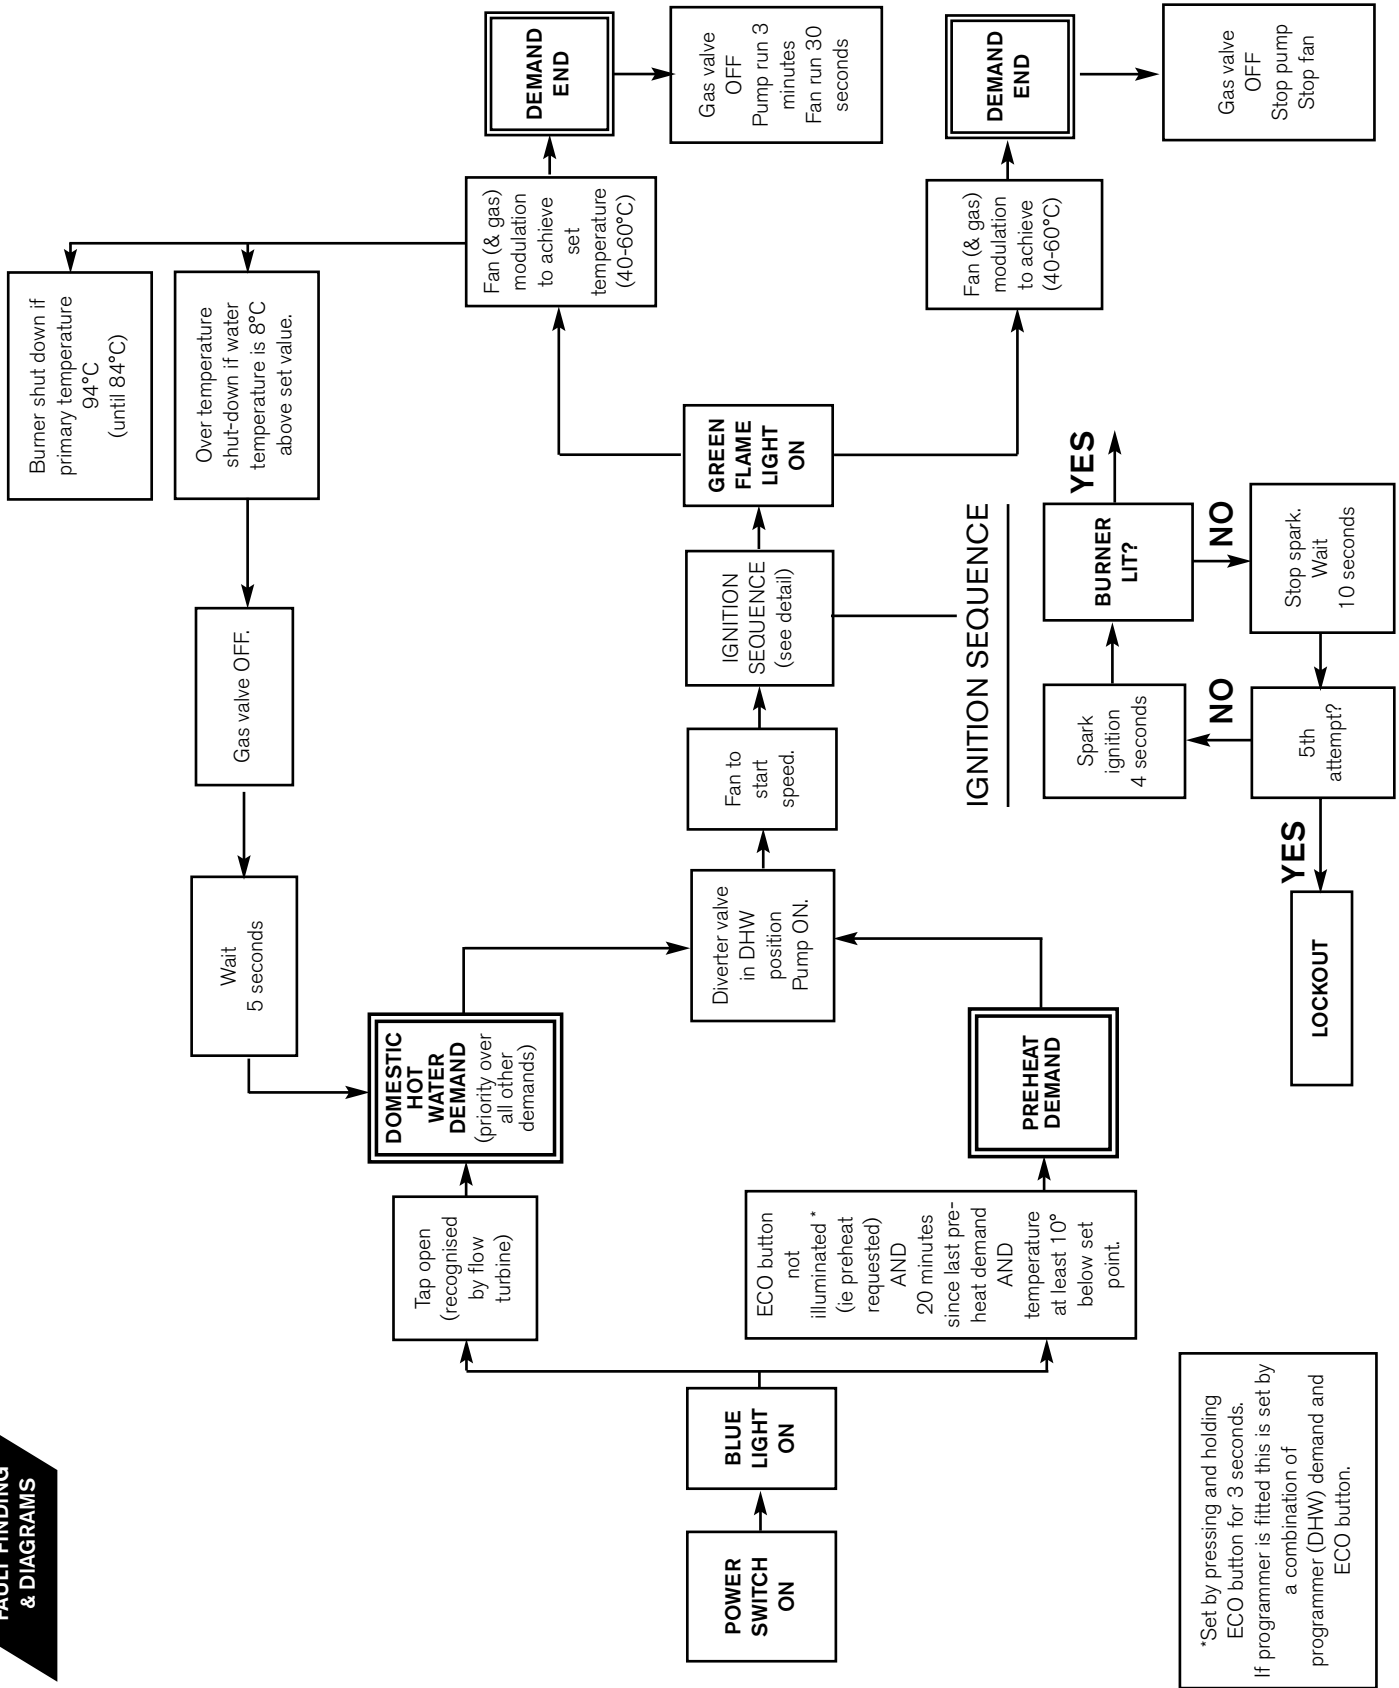 FAULT FINDING
& DIAGRAMS
POWER
SWITCH
ON
BLUE
LIGHT
ON
Tap open
(recognised
by flow
turbine)
DOMESTIC
HOT
WATER
DEMAND
(priority over
all other
demands)
Wait
5 seconds
Gas valve OFF.
Over temperature
shut-down if water
temperature is 8°C
above set value.
Burner shut down if
primary temperature
94°C
(until 84°C)
ECO button
not
illuminated *
(ie preheat
requested)
AND
20 minutes
since last pre-
heat demand
AND
temperature
at least 10°
below set
point.
PREHEAT
DEMAND
Diverter valve
in DHW
position
Pump ON.
Fan to
start
speed.
IGNITION
SEQUENCE
(see detail)
GREEN
FLAME
LIGHT
ON
Fan (& gas)
modulation
to achieve
set
temperature
(40-60°C)
DEMAND
END
Gas valve
OFF
Pump run 3
minutes
Fan run 30
seconds
Fan (& gas)
modulation
to achieve
(40-60°C)
DEMAND
END
Gas valve
OFF
Stop pump
Stop fan
IGNITION SEQUENCE
Spark
ignition
4 seconds
BURNER
LIT?
YES
NO
Stop spark.
Wait
10 seconds
5th
attempt?
NO
YES
LOCKOUT
*Set by pressing and holding
ECO button for 3 seconds.
If programmer is fitted this is set by
a combination of
programmer (DHW) demand and
ECO button.